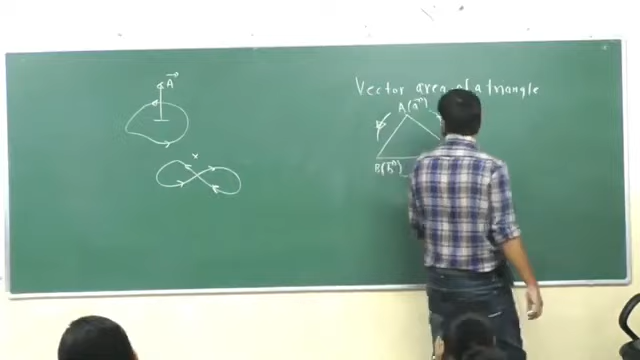 A⃗
x
Vector area of a triangle
A(a⃗)
B(b⃗)